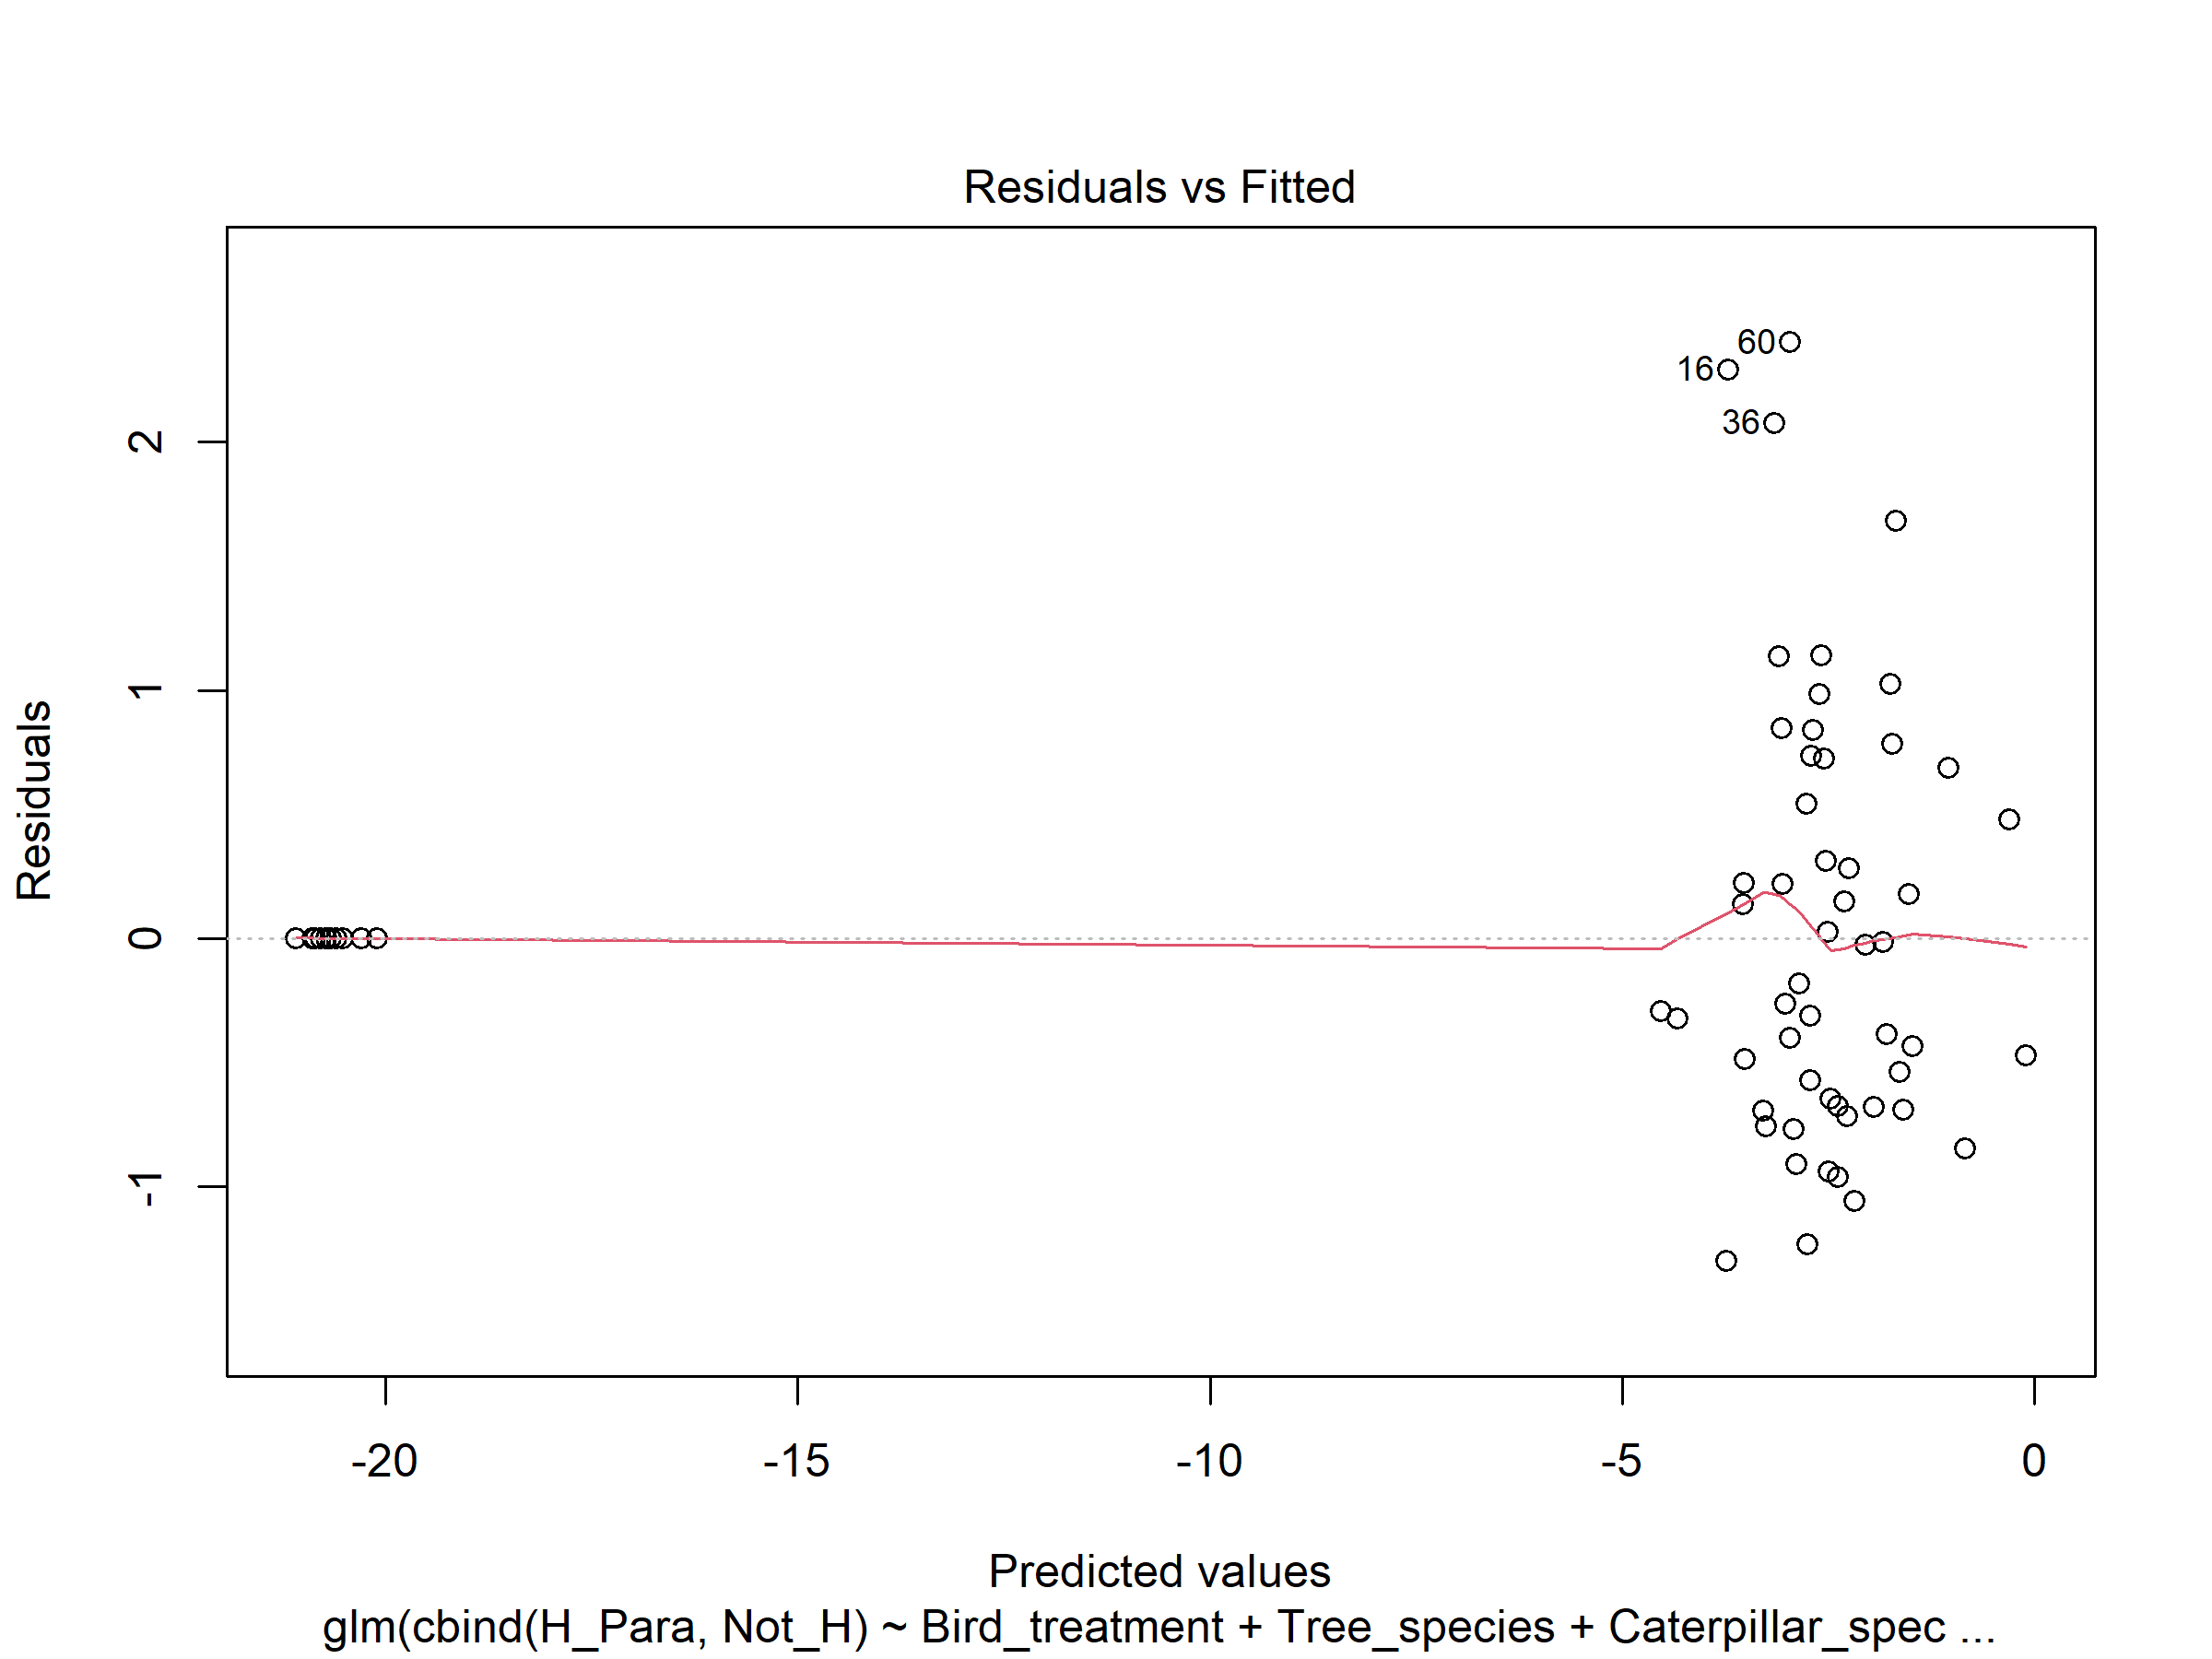 Residuals vs Fitted
60
16
36
2
1
0
-1
Residuals
-20 -15 -10 -5 0
Predicted values
glm(cbind(H_Para, Not_H) ~ Bird_treatment + Tree_species + Caterpillar_spec ...